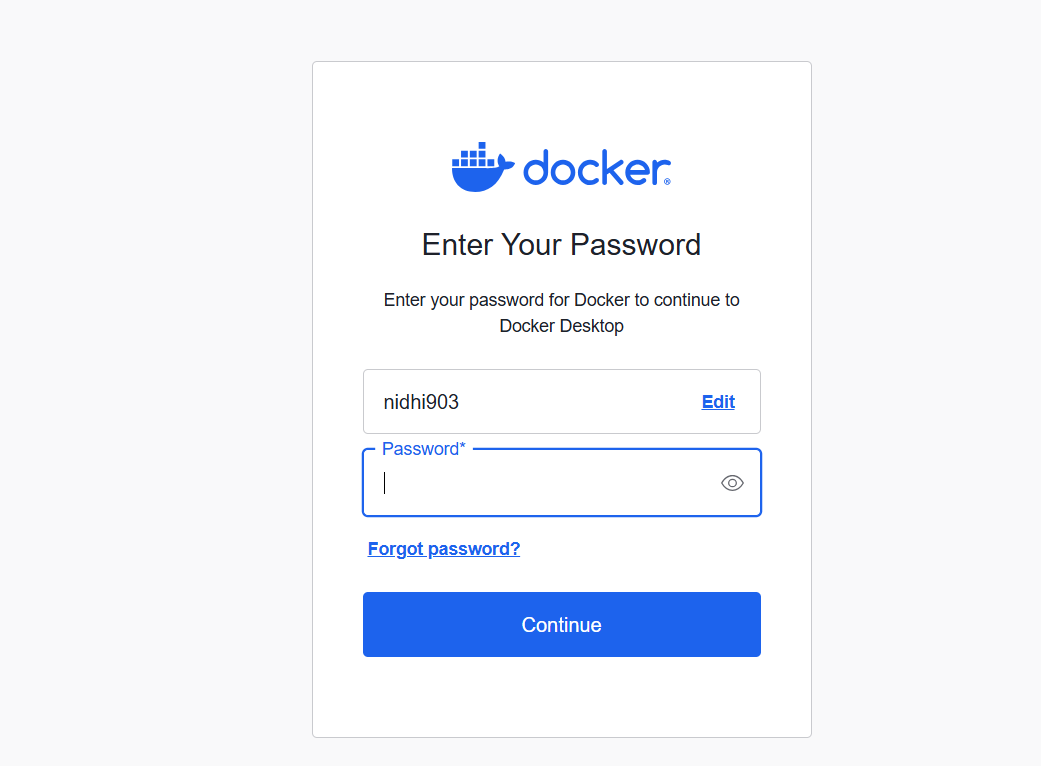 docker®
Enter Your Password
Enter your password for Docker to continue to
Docker Desktop
nidhi903 Edit
Password*
Forgot password?
Continue